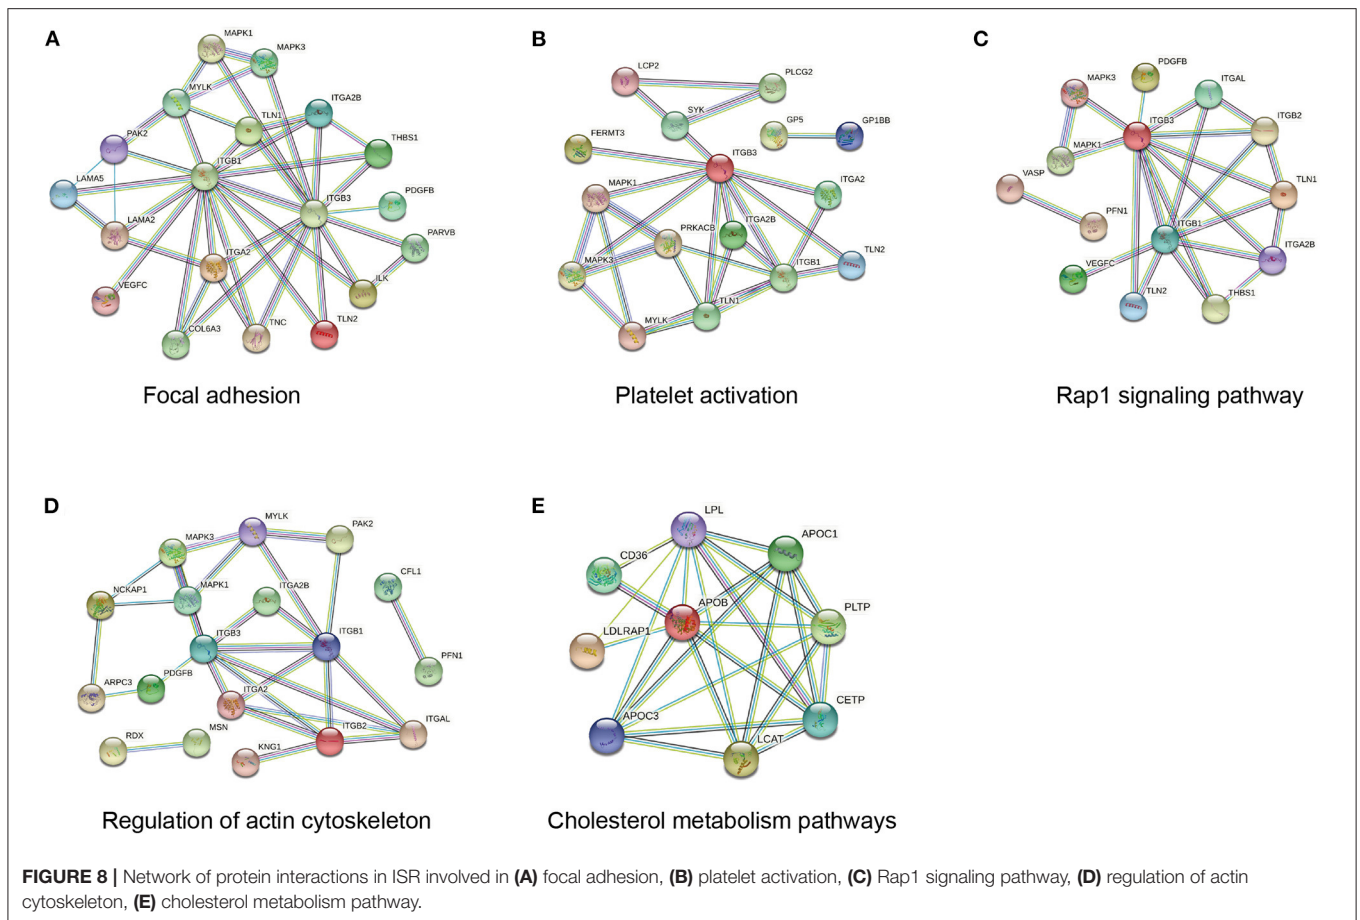 A
MAPK1
MAPK3
MYLK
TLN1
ITGA2B
THBS1
PAK2
ITGB1
LAMA5
PDGFB
ITGB3
LAMA2
PARVB
ITGA2
ILK
VEGFC
COL6A3
TNC
TLN2
Focal adhesion
B
LCP2
PLCG2
SYK
GP5
GP1BB
FERMT3
ITGB3
MAPK1
ITGA2
ITGA2B
PRKACB
TLN2
MAPK3
ITGB1
TLN1
MYLK
Platelet activation
C
PDGFB
MAPK3
ITGAL
ITGB3
ITGB2
MAPK1
VASP
TLN1
PFN1
ITGB1
ITGA2B
VEGFC
TLN2
THBS1
Rap1 signaling pathway
D
MYLK
PAK2
MAPK3
CFL1
NCKAP1
MAPK1
ITGA2B
ITGB3
ITGB1
PFN1
PDGFB
ARPC3
ITGA2
MSN
ITGB2
ITGAL
RDX
KNG1
Regulation of actin cytoskeleton
E
LPL
APOC1
CD36
APOB
PLTP
LDLRAP1
CETP
APOC3
LCAT
Cholesterol metabolism pathways
FIGURE 8 | Network of protein interactions in ISR involved in (A) focal adhesion, (B) platelet activation, (C) Rap1 signaling pathway, (D) regulation of actin
cytoskeleton, (E) cholesterol metabolism pathway.